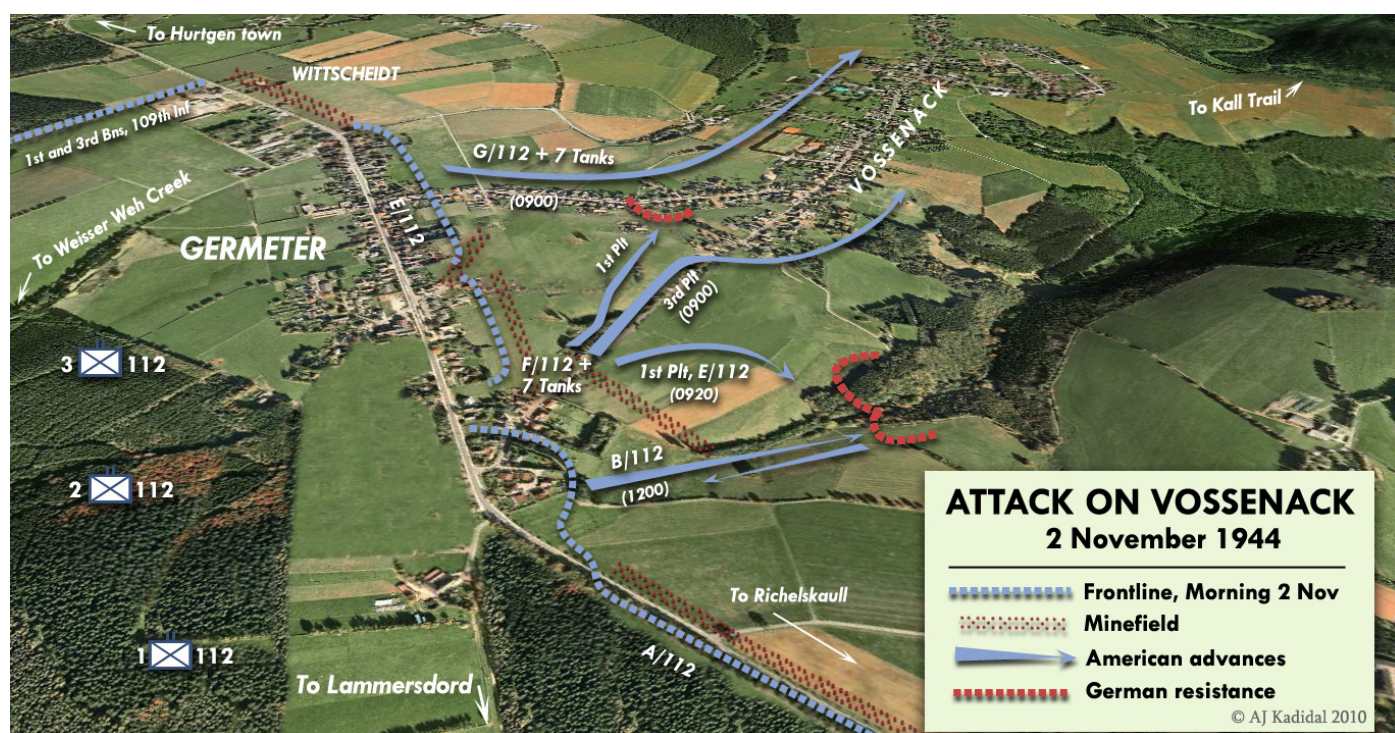 To Hurtgen town
WITTSCHEIDT
1st and 3rd Bns, 109th Inf
To Kall Trail
G/112 + 7 Tanks
(0900)
VOSSENACK
E/112
To Weisser Weh Creek
GERMETER
1st Plt
3rd Plt
(0900)
3 112
F/112 +
7 Tanks
1st Plt, E/112
(0920)
B/112
(1200)
2 112
To Richelskaull
A/112
1 112
To Lammersdord
ATTACK ON VOSSENACK
2 November 1944
Frontline, Morning 2 Nov
Minefield
American advances
German resistance
© AJ Kadidal 2010